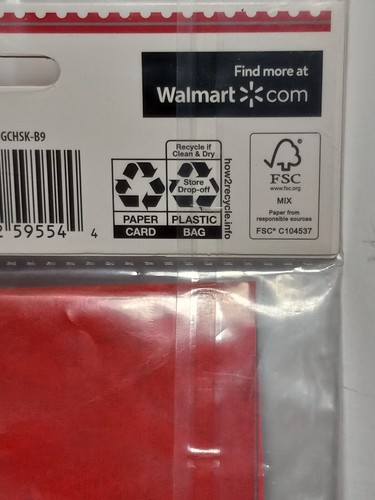 Find more at
Walmart com
GCHSK-B9
Recycle if
Clean & Dry
Store
Drop-off
PAPER
CARD
PLASTIC
BAG
how2recycle.info
FSC
www.fsc.org
MIX
Paper from
responsible sources
FSC® C104537
59554 4